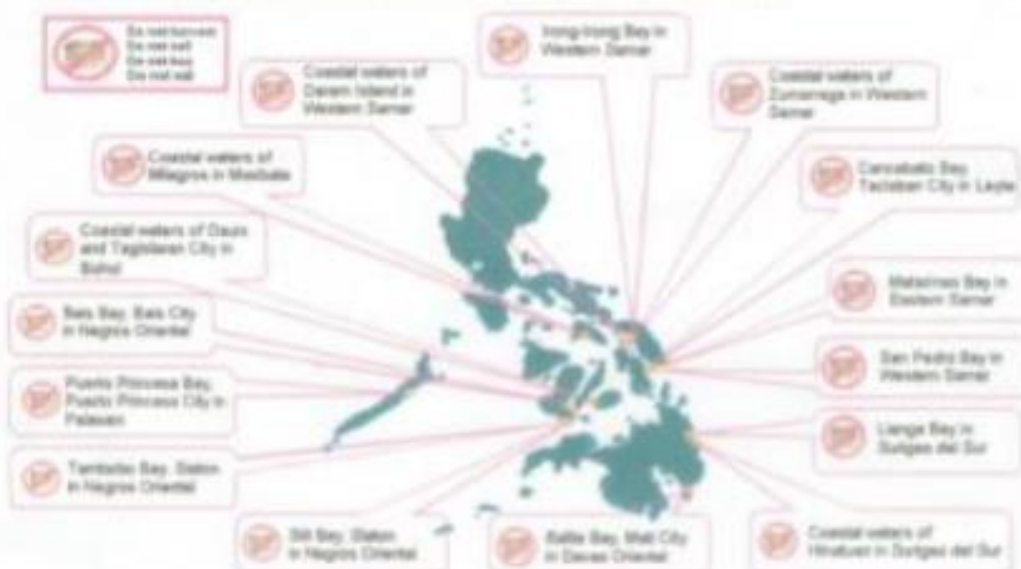 Do not harvest
Do not sell
Do not buy
Do not eat
Irong-Irong Bay in
Western Samar
Coastal waters of
Daram Island in
Western Samar
Coastal waters of
Zumarraga in Western
Samar
Coastal waters of
Milagros in Masbate
Cancabato Bay,
Tacloban City in Leyte
Coastal waters of Dauis
and Tagbilaran City in
Bohol
Matarinao Bay in
Eastern Samar
Bais Bay, Bais City
in Negros Oriental
San Pedro Bay in
Western Samar
Puerto Princesa Bay,
Puerto Princesa City in
Palawan
Lianga Bay in
Surigao del Sur
Tambobo Bay, Siaton
in Negros Oriental
Bay, Siaton
in Negros Oriental
Balite Bay, Mati City
in Davao Oriental
Coastal waters of
Hinatuan in Surigao del Sur